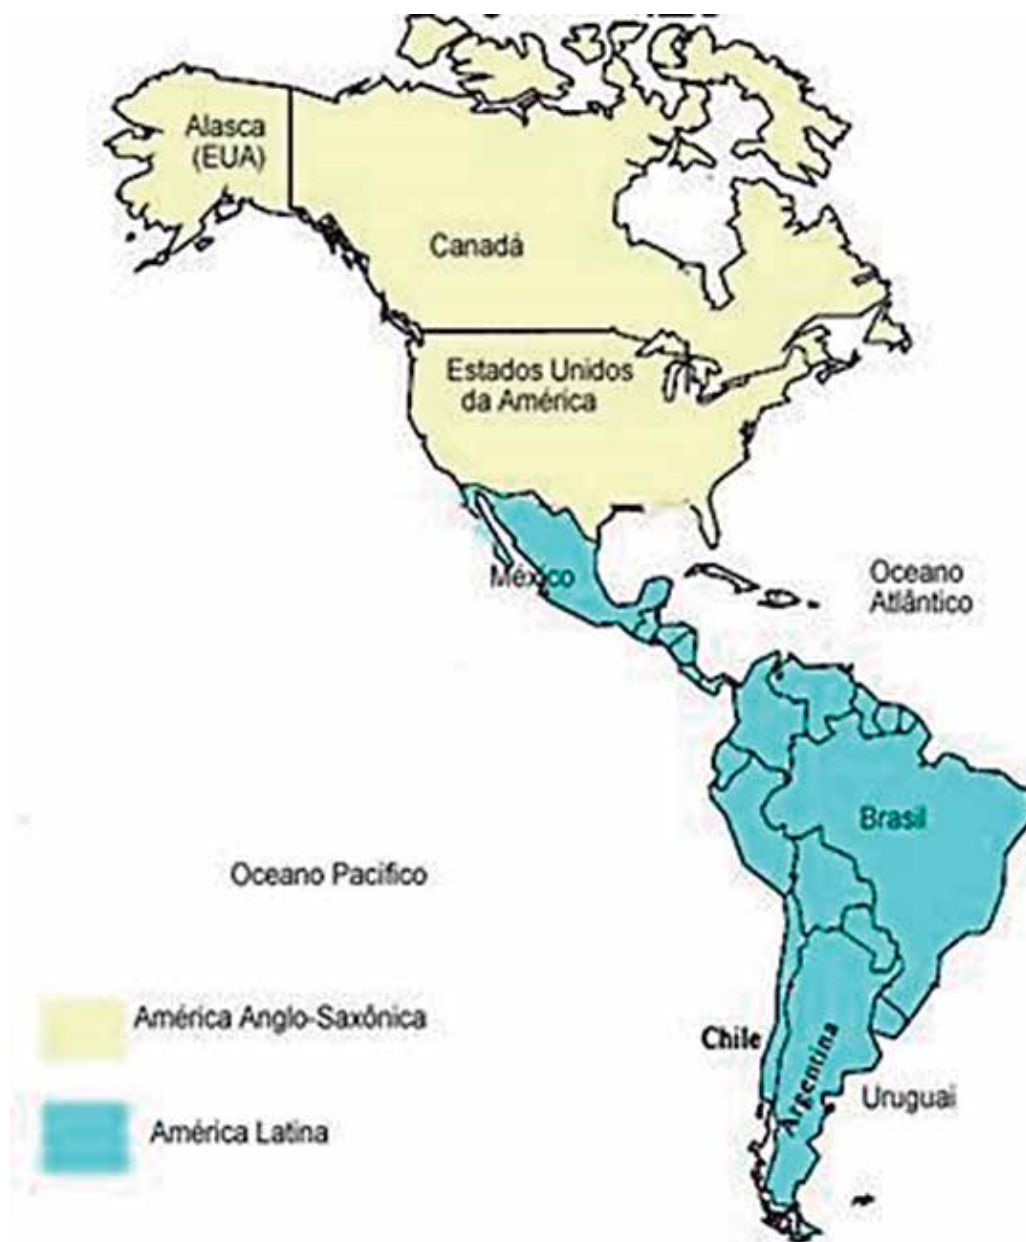 Alasca
(EUA)
Canadá
Estados Unidos
da América
México
Oceano
Atlântico
Brasil
Oceano Pacífico
América Anglo-Saxônica
Chile
Argentina
Uruguai
América Latina